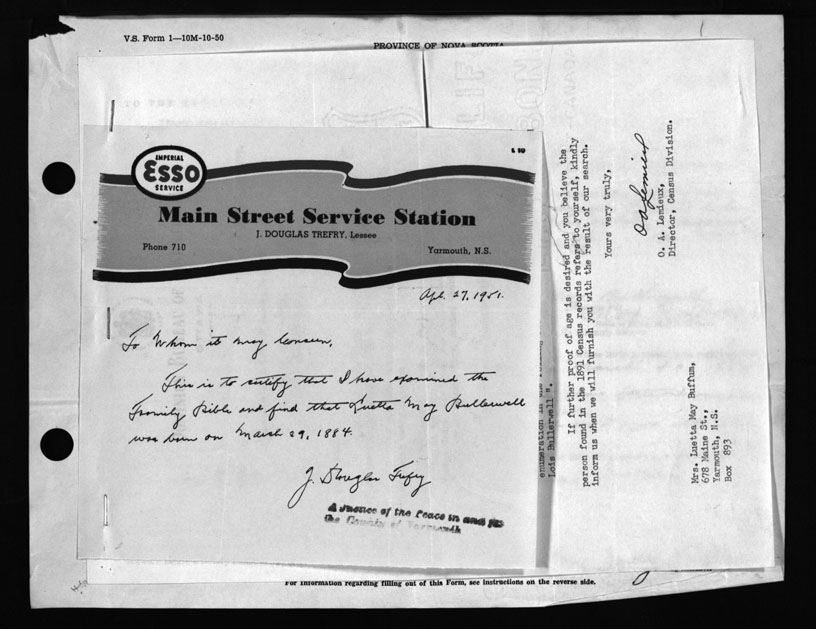 V.S. Form 1—10M-10-50
PROVINCE OF NOVA SCOTIA
IMPERIAL
ESSO
SERVICE
Main Street Service Station
J. DOUGLAS TREFRY, Lessee
Phone 710
Yarmouth, N.S.
Apl. 27, 1951.
To Whom it may Concern,
This is to certify that I have examined the
Family Bible and find that Luetta May Bullerwell
was born on March 29, 1884.
J. Douglas Trefry
A Justice of the Peace in and for
the County of Yarmouth
enumeration in the
Lois Bullerwell ".
If further proof of age is desired and you believe the
person found in the 1891 Census records refers to yourself, kindly
inform us when we will furnish you with the result of our search.
Yours very truly,
O. A. Lemieux
O. A. Lemieux,
Director, Census Division.
Mrs. Luetta May Buffum,
678 Maine St.,
Yarmouth, N.S.
Box 893
For information regarding filling out of this Form, see instructions on the reverse side.